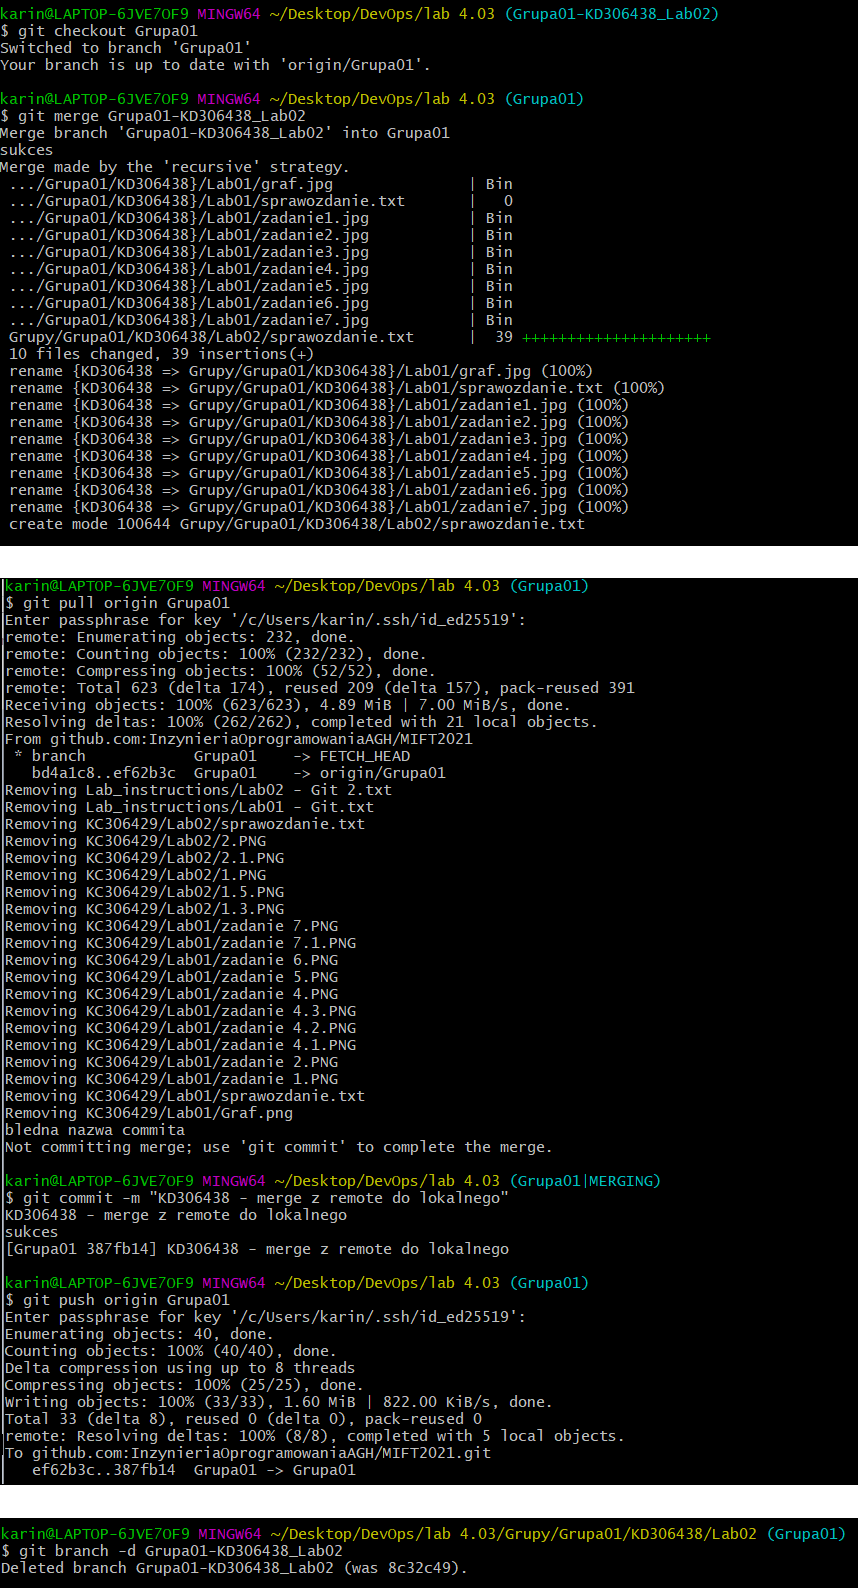 karin@LAPTOP-6JVE7OF9 MINGW64 ~/Desktop/DevOps/lab 4.03 (Grupa01-KD306438_Lab02)
$ git checkout Grupa01
Switched to branch 'Grupa01'
Your branch is up to date with 'origin/Grupa01'.
karin@LAPTOP-6JVE7OF9 MINGW64 ~/Desktop/DevOps/lab 4.03 (Grupa01)
$ git merge Grupa01-KD306438_Lab02
Merge branch 'Grupa01-KD306438_Lab02' into Grupa01
sukces
Merge made by the 'recursive' strategy.
.../Grupa01/KD306438}/Lab01/graf.jpg | Bin
.../Grupa01/KD306438}/Lab01/sprawozdanie.txt | 0
.../Grupa01/KD306438}/Lab01/zadanie1.jpg | Bin
.../Grupa01/KD306438}/Lab01/zadanie2.jpg | Bin
.../Grupa01/KD306438}/Lab01/zadanie3.jpg | Bin
.../Grupa01/KD306438}/Lab01/zadanie4.jpg | Bin
.../Grupa01/KD306438}/Lab01/zadanie5.jpg | Bin
.../Grupa01/KD306438}/Lab01/zadanie6.jpg | Bin
.../Grupa01/KD306438}/Lab01/zadanie7.jpg | Bin
Grupy/Grupa01/KD306438/Lab02/sprawozdanie.txt | 39 +++++++++++++++++++++
10 files changed, 39 insertions(+)
rename {KD306438 => Grupy/Grupa01/KD306438}/Lab01/graf.jpg (100%)
rename {KD306438 => Grupy/Grupa01/KD306438}/Lab01/sprawozdanie.txt (100%)
rename {KD306438 => Grupy/Grupa01/KD306438}/Lab01/zadanie1.jpg (100%)
rename {KD306438 => Grupy/Grupa01/KD306438}/Lab01/zadanie2.jpg (100%)
rename {KD306438 => Grupy/Grupa01/KD306438}/Lab01/zadanie3.jpg (100%)
rename {KD306438 => Grupy/Grupa01/KD306438}/Lab01/zadanie4.jpg (100%)
rename {KD306438 => Grupy/Grupa01/KD306438}/Lab01/zadanie5.jpg (100%)
rename {KD306438 => Grupy/Grupa01/KD306438}/Lab01/zadanie6.jpg (100%)
rename {KD306438 => Grupy/Grupa01/KD306438}/Lab01/zadanie7.jpg (100%)
create mode 100644 Grupy/Grupa01/KD306438/Lab02/sprawozdanie.txt
karin@LAPTOP-6JVE7OF9 MINGW64 ~/Desktop/DevOps/lab 4.03 (Grupa01)
$ git pull origin Grupa01
Enter passphrase for key '/c/Users/karin/.ssh/id_ed25519':
remote: Enumerating objects: 232, done.
remote: Counting objects: 100% (232/232), done.
remote: Compressing objects: 100% (52/52), done.
remote: Total 623 (delta 174), reused 209 (delta 157), pack-reused 391
Receiving objects: 100% (623/623), 4.89 MiB | 7.00 MiB/s, done.
Resolving deltas: 100% (262/262), completed with 21 local objects.
From github.com:InzynieriaOprogramowaniaAGH/MIFT2021
* branch Grupa01 -> FETCH_HEAD
bd4a1c8..ef62b3c Grupa01 -> origin/Grupa01
Removing Lab_instructions/Lab02 - Git 2.txt
Removing Lab_instructions/Lab01 - Git.txt
Removing KC306429/Lab02/sprawozdanie.txt
Removing KC306429/Lab02/2.PNG
Removing KC306429/Lab02/2.1.PNG
Removing KC306429/Lab02/1.PNG
Removing KC306429/Lab02/1.5.PNG
Removing KC306429/Lab02/1.3.PNG
Removing KC306429/Lab01/zadanie 7.PNG
Removing KC306429/Lab01/zadanie 7.1.PNG
Removing KC306429/Lab01/zadanie 6.PNG
Removing KC306429/Lab01/zadanie 5.PNG
Removing KC306429/Lab01/zadanie 4.PNG
Removing KC306429/Lab01/zadanie 4.3.PNG
Removing KC306429/Lab01/zadanie 4.2.PNG
Removing KC306429/Lab01/zadanie 4.1.PNG
Removing KC306429/Lab01/zadanie 2.PNG
Removing KC306429/Lab01/zadanie 1.PNG
Removing KC306429/Lab01/sprawozdanie.txt
Removing KC306429/Lab01/Graf.png
bledna nazwa commita
Not committing merge; use 'git commit' to complete the merge.
karin@LAPTOP-6JVE7OF9 MINGW64 ~/Desktop/DevOps/lab 4.03 (Grupa01|MERGING)
$ git commit -m "KD306438 - merge z remote do lokalnego"
KD306438 - merge z remote do lokalnego
sukces
[Grupa01 387fb14] KD306438 - merge z remote do lokalnego
karin@LAPTOP-6JVE7OF9 MINGW64 ~/Desktop/DevOps/lab 4.03 (Grupa01)
$ git push origin Grupa01
Enter passphrase for key '/c/Users/karin/.ssh/id_ed25519':
Enumerating objects: 40, done.
Counting objects: 100% (40/40), done.
Delta compression using up to 8 threads
Compressing objects: 100% (25/25), done.
Writing objects: 100% (33/33), 1.60 MiB | 822.00 KiB/s, done.
Total 33 (delta 8), reused 0 (delta 0), pack-reused 0
remote: Resolving deltas: 100% (8/8), completed with 5 local objects.
To github.com:InzynieriaOprogramowaniaAGH/MIFT2021.git
ef62b3c..387fb14 Grupa01 -> Grupa01
karin@LAPTOP-6JVE7OF9 MINGW64 ~/Desktop/DevOps/lab 4.03/Grupy/Grupa01/KD306438/Lab02 (Grupa01)
$ git branch -d Grupa01-KD306438_Lab02
Deleted branch Grupa01-KD306438_Lab02 (was 8c32c49).